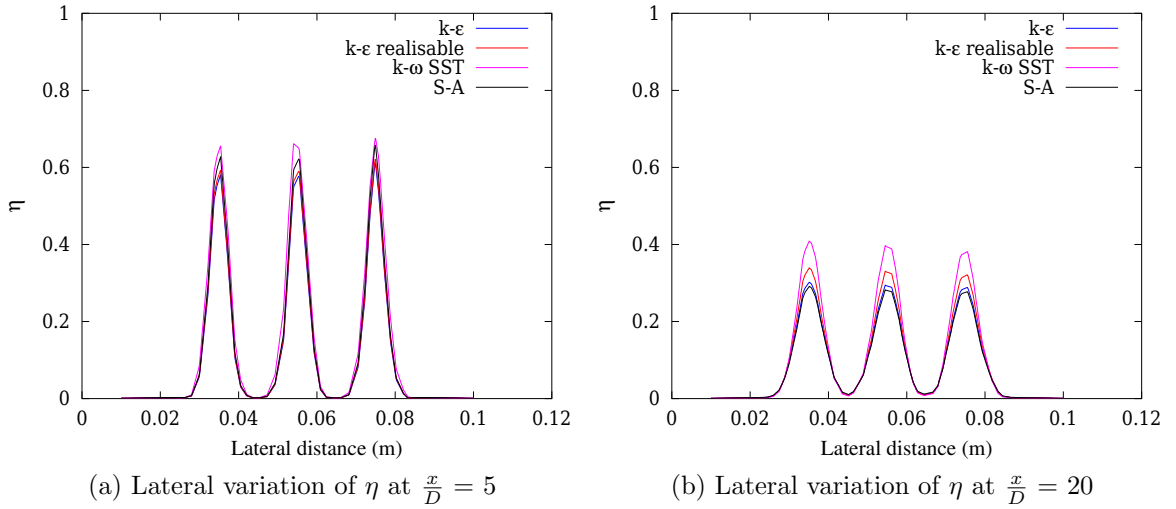 1
0.8
0.6
0.4
0.2
0
η
0 0.02 0.04 0.06 0.08 0.1 0.12
Lateral distance (m)
k-ε
k-ε realisable
k-ω SST
S-A
(a) Lateral variation of η at x/D = 5
1
0.8
0.6
0.4
0.2
0
η
0 0.02 0.04 0.06 0.08 0.1 0.12
Lateral distance (m)
k-ε
k-ε realisable
k-ω SST
S-A
(b) Lateral variation of η at x/D = 20